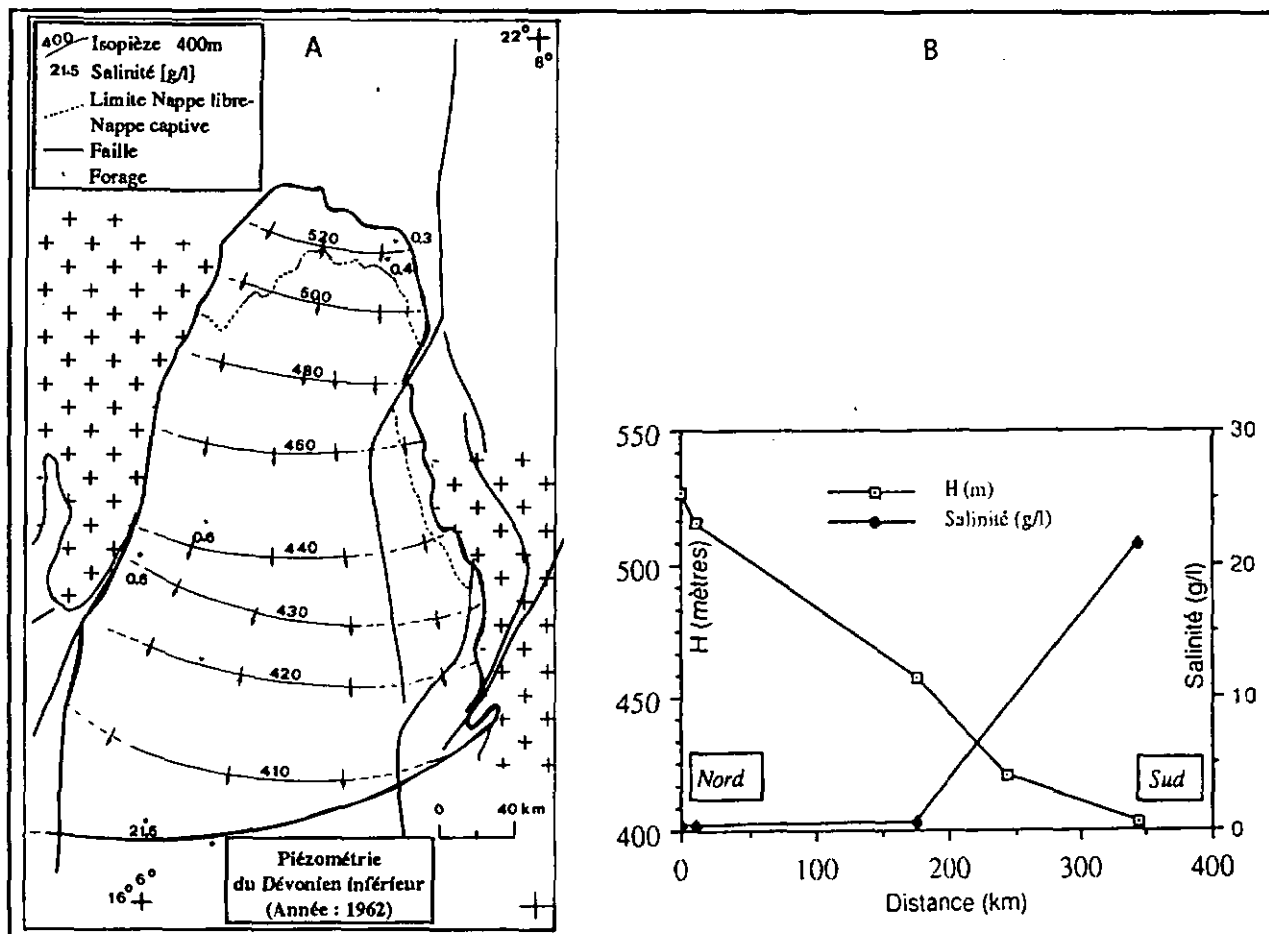 A
400 Isopièze 400m
21.5 Salinité [g/l]
Limite Nappe libre-
Nappe captive
Faille
Forage
22°
8°
520
0.3
0.4
500
480
460
0.6
440
0.6
430
420
410
0 40 km
21.5
16° 6°
Piézométrie
du Dévonien inférieur
(Année : 1962)
B
550
500
450
400
H (mètres)
H (m)
Salinité (g/l)
30
20
10
0
Salinité (g/l)
Nord
Sud
0 100 200 300 400
Distance (km)